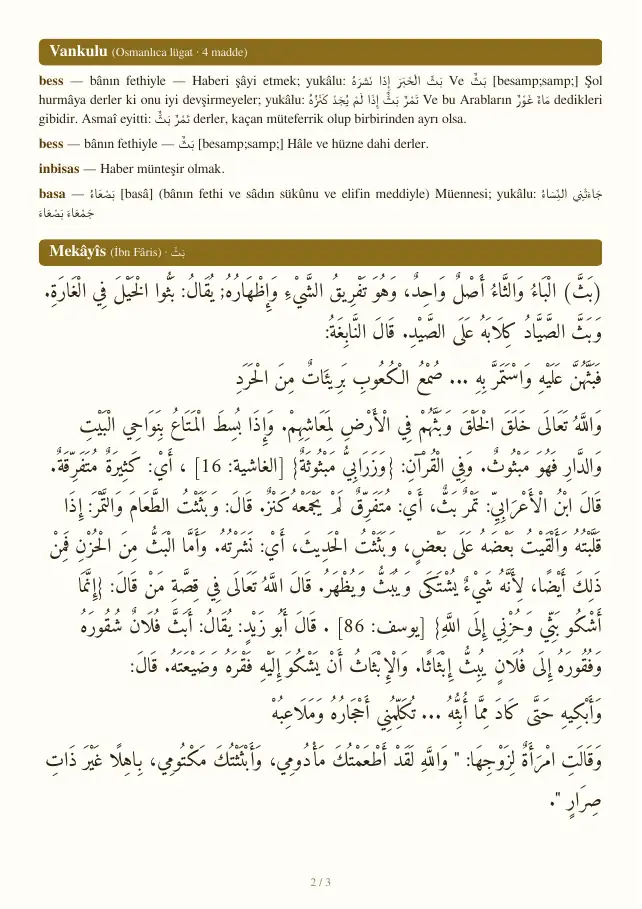 Vankulu (Osmanlıca lügat · 4 madde)
bess — bânın fethiyle — Haberi şâyi etmek; yukâlu: بَثَّ الْخَبَرَ إِذَا نَشَرَهُ Ve بَثٌّ [besamp;samp;] Şol
hurmâya derler ki onu iyi devşirmeyeler; yukâlu: تَمْرٌ بَثٌّ إِذَا لَمْ يُجَدْ كَنْزُهُ Ve bu Arabların مَاءٌ غَوْرٌ dedikleri
gibidir. Asmaî eyitti: تَمْرٌ بَثٌّ derler, kaçan müteferrik olup birbirinden ayrı olsa.
bess — bânın fethiyle — بَثٌّ [besamp;samp;] Hâle ve hüzne dahi derler.
inbisas — Haber münteşir olmak.
basa — بَصْعَاءُ [basâ] (bânın fethi ve sâdın sükûnu ve elifin meddiyle) Müennesi; yukâlu: جَاءَتْنِي النِّسَاءُ
جَمْعَاءَ بَصْعَاءَ
Mekâyîs (İbn Fâris) · بَثَّ
(بَثَّ) الْبَاءُ وَالثَّاءُ أَصْلٌ وَاحِدٌ، وَهُوَ تَفْرِيقُ الشَّيْءِ وَإِظْهَارُهُ; يُقَالُ: بَثُّوا الْخَيْلَ فِي الْغَارَةِ.
وَبَثَّ الصَّيَّادُ كِلَابَهُ عَلَى الصَّيْدِ. قَالَ النَّابِغَةُ:
فَبَثَّهُنَّ عَلَيْهِ وَاسْتَمَرَّ بِهِ ... صُمْعُ الْكُعُوبِ بَرِيئَاتٌ مِنَ الْحَرَدِ
وَاللَّهُ تَعَالَى خَلَقَ الْخَلْقَ وَبَثَّهُمْ فِي الْأَرْضِ لِمَعَاشِهِمْ. وَإِذَا بُسِطَ الْمَتَاعُ بِنَوَاحِي الْبَيْتِ
وَالدَّارِ فَهُوَ مَبْثُوثٌ. وَفِي الْقُرْآنِ: {وَزَرَابِيُّ مَبْثُوثَةٌ} [الغاشية: 16] ، أَيْ: كَثِيرَةٌ مُتَفَرِّقَةٌ.
قَالَ ابْنُ الْأَعْرَابِيِّ: تَمْرٌ بَثٌّ، أَيْ: مُتَفَرِّقٌ لَمْ يَجْمَعْهُ كَنْزٌ. قَالَ: وَبَثَثْتُ الطَّعَامَ وَالتَّمْرَ: إِذَا
قَلَّبْتُهُ وَأَلْقَيْتُ بَعْضَهُ عَلَى بَعْضٍ، وَبَثَثْتُ الْحَدِيثَ، أَيْ: نَشَرْتُهُ. وَأَمَّا الْبَثُّ مِنَ الْحُزْنِ فَمِنْ
ذَلِكَ أَيْضًا، لِأَنَّهُ شَيْءٌ يُشْتَكَى وَيُبَثُّ وَيُظْهَرُ. قَالَ اللَّهُ تَعَالَى فِي قِصَّةِ مَنْ قَالَ: {إِنَّمَا
أَشْكُو بَثِّي وَحُزْنِي إِلَى اللَّهِ} [يوسف: 86] . قَالَ أَبُو زَيْدٍ: يُقَالُ: أَبَثَّ فُلَانٌ شُقُورَهُ
وَفُقُورَهُ إِلَى فُلَانٍ يُبِثُّ إِبْثَاثًا. وَالْإِبْثَاثُ أَنْ يَشْكُوَ إِلَيْهِ فَقْرَهُ وَضَيْعَتَهُ. قَالَ:
وَأَبْكِيهِ حَتَّى كَادَ مِمَّا أُبِثُّهُ ... تُكَلِّمُنِي أَحْجَارُهُ وَمَلَاعِبُهْ
وَقَالَتِ امْرَأَةٌ لِزَوْجِهَا: " وَاللَّهِ لَقَدْ أَطْعَمْتُكَ مَأْدُومِي، وَأَبْثَثْتُكَ مَكْتُومِي، بِاهِلًا غَيْرَ ذَاتِ
صِرَارٍ ".
2 / 3